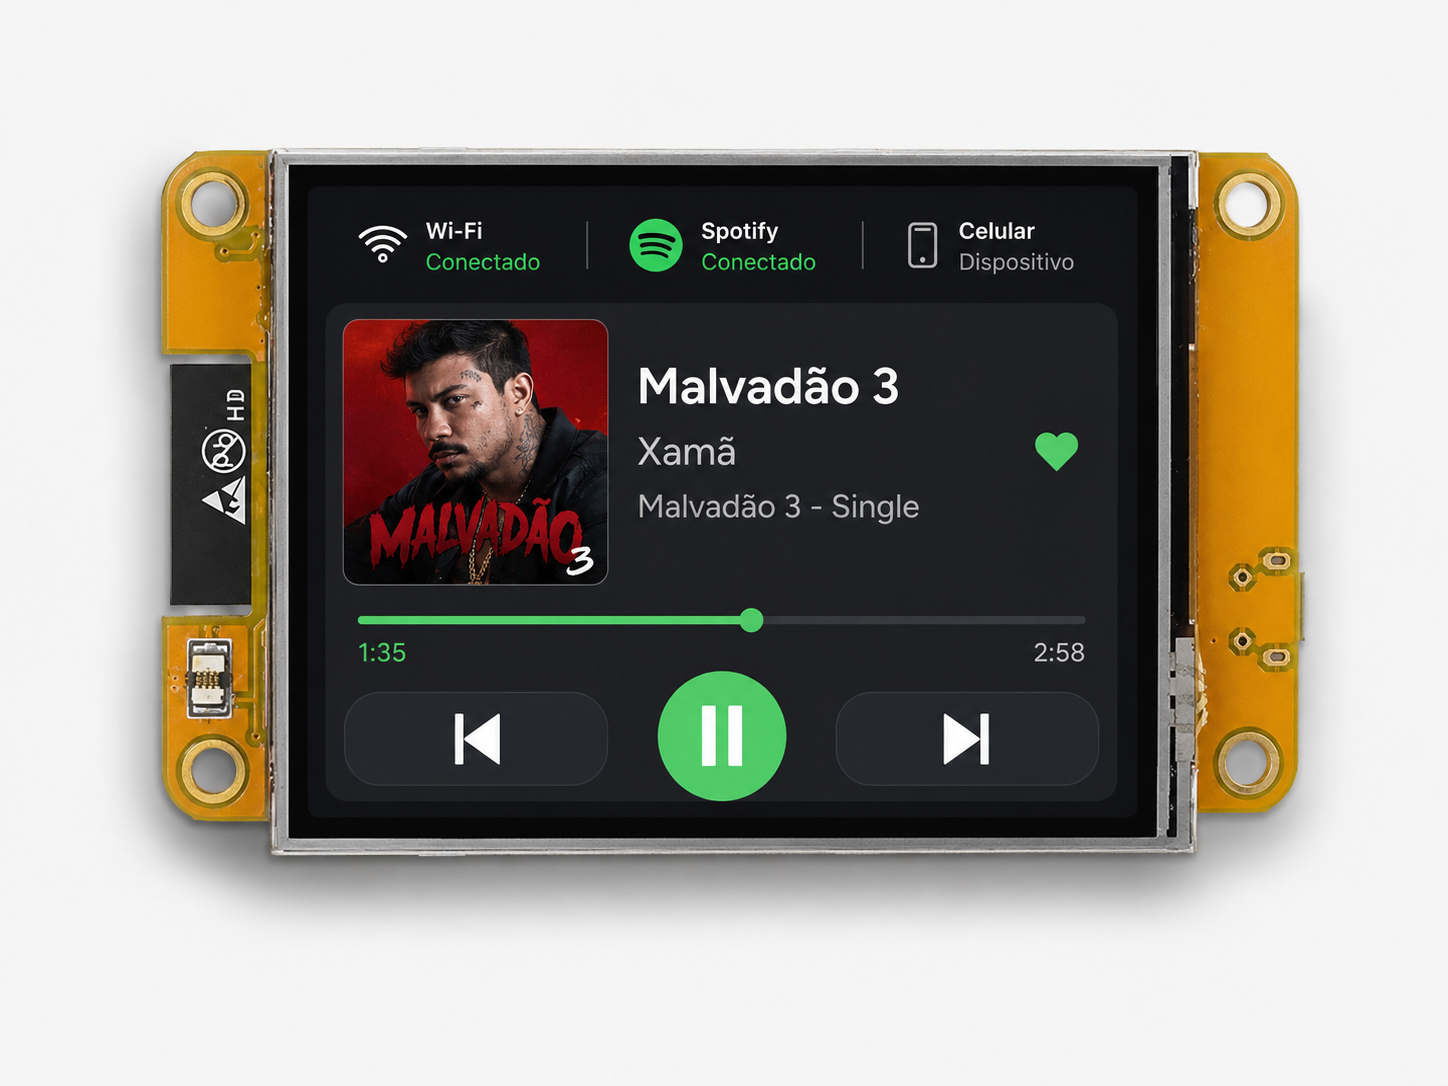 Wi-Fi
Conectado
Spotify
Conectado
Celular
Dispositivo
MALVADÃO
3
Malvadão 3
Xamã
Malvadão 3 - Single
1:35
2:58
HD
Pb